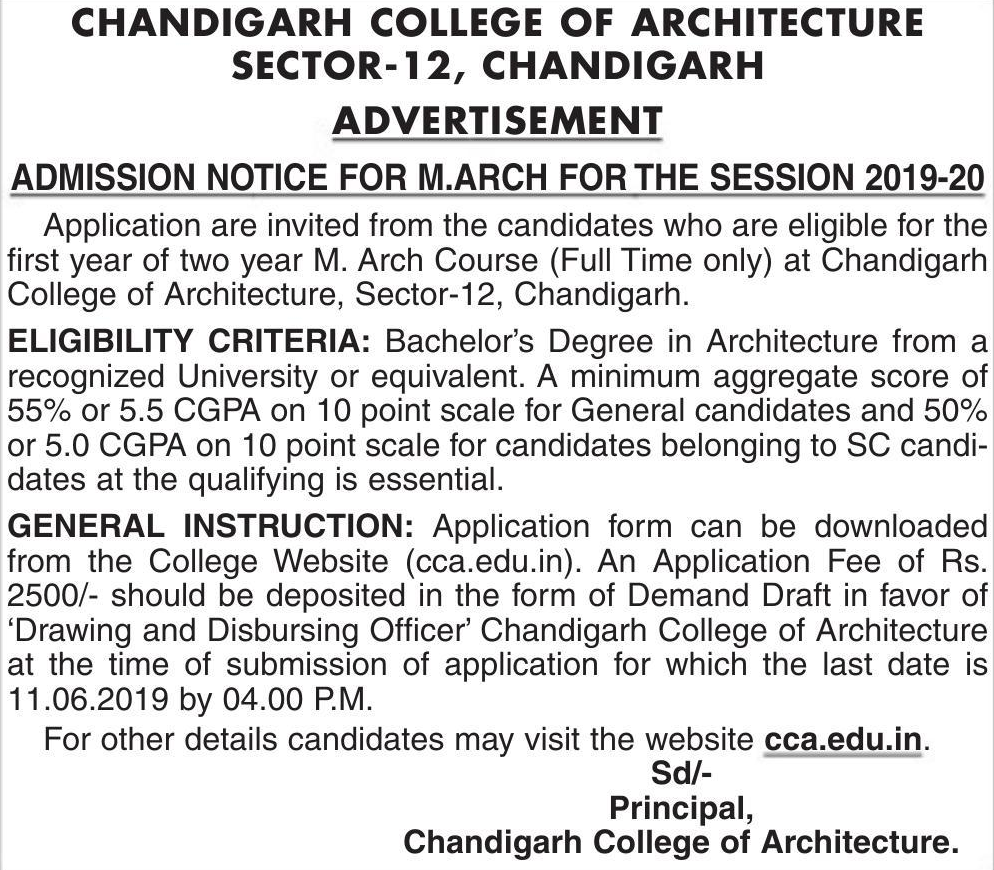 CHANDIGARH COLLEGE OF ARCHITECTURE
SECTOR-12, CHANDIGARH
ADVERTISEMENT
ADMISSION NOTICE FOR M.ARCH FOR THE SESSION 2019-20
Application are invited from the candidates who are eligible for the
first year of two year M. Arch Course (Full Time only) at Chandigarh
College of Architecture, Sector-12, Chandigarh.
ELIGIBILITY CRITERIA: Bachelor's Degree in Architecture from a
recognized University or equivalent. A minimum aggregate score of
55% or 5.5 CGPA on 10 point scale for General candidates and 50%
or 5.0 CGPA on 10 point scale for candidates belonging to SC candi-
dates at the qualifying is essential.
GENERAL INSTRUCTION: Application form can be downloaded
from the College Website (cca.edu.in). An Application Fee of Rs.
2500/- should be deposited in the form of Demand Draft in favor of
‘Drawing and Disbursing Officer’ Chandigarh College of Architecture
at the time of submission of application for which the last date is
11.06.2019 by 04.00 P.M.
For other details candidates may visit the website cca.edu.in.
Sd/-
Principal,
Chandigarh College of Architecture.